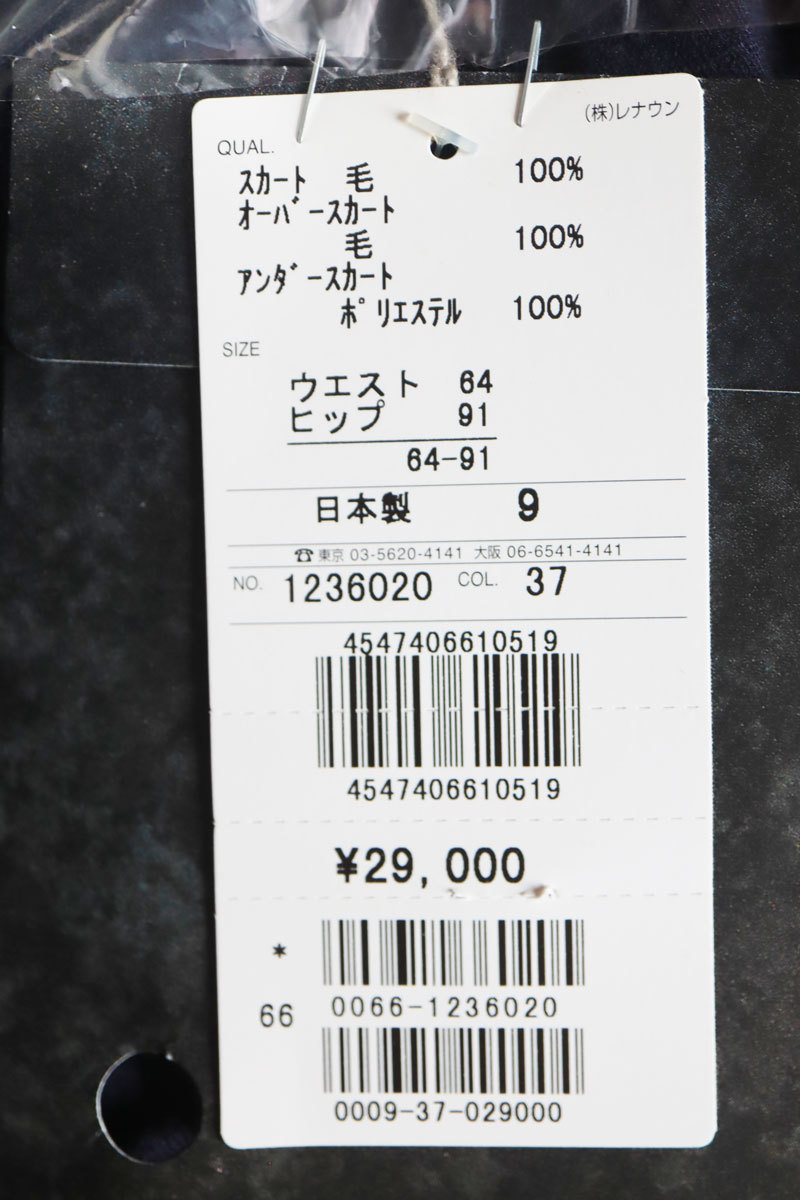 (株)レナウン
QUAL.
スカート 毛 100%
オーバースカート
毛 100%
アンダースカート
ポリエステル 100%
SIZE
ウエスト 64
ヒップ 91
64-91
日本製 9
☎東京 03-5620-4141 大阪 06-6541-4141
NO. 1236020 COL. 37
4547406610519
4547406610519
¥29,000
*
66 0066-1236020
0009-37-029000